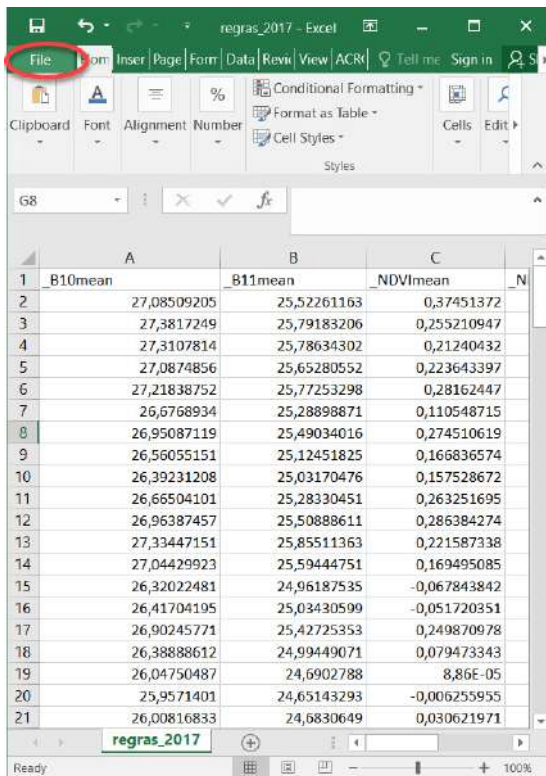 regras_2017 - Excel
File Hom Inser Page Form Data Revi View ACR Tell me Sign in S
Clipboard Font Alignment Number Conditional Formatting Format as Table Cell Styles Cells Edit
Styles
G8 fx
A B C
1 _B10mean _B11mean _NDVImean _N
2 27,08509205 25,52261163 0,37451372
3 27,3817249 25,79183206 0,255210947
4 27,3107814 25,78634302 0,21240432
5 27,0874856 25,65280552 0,223643397
6 27,21838752 25,77253298 0,28162447
7 26,6768934 25,28898871 0,110548715
8 26,95087119 25,49034016 0,274510619
9 26,56055151 25,12451825 0,166836574
10 26,39231208 25,03170476 0,157528672
11 26,66504101 25,28330451 0,263251695
12 26,96387457 25,50888611 0,286384274
13 27,33447151 25,85511363 0,221587338
14 27,04429923 25,59444751 0,169495085
15 26,32022481 24,96187535 -0,067843842
16 26,41704195 25,03430599 -0,051720351
17 26,90245771 25,42725353 0,249870978
18 26,38888612 24,99449071 0,079473343
19 26,04750487 24,6902788 8,86E-05
20 25,9571401 24,65143293 -0,006255955
21 26,00816833 24,6830649 0,030621971
regras_2017
Ready 100%